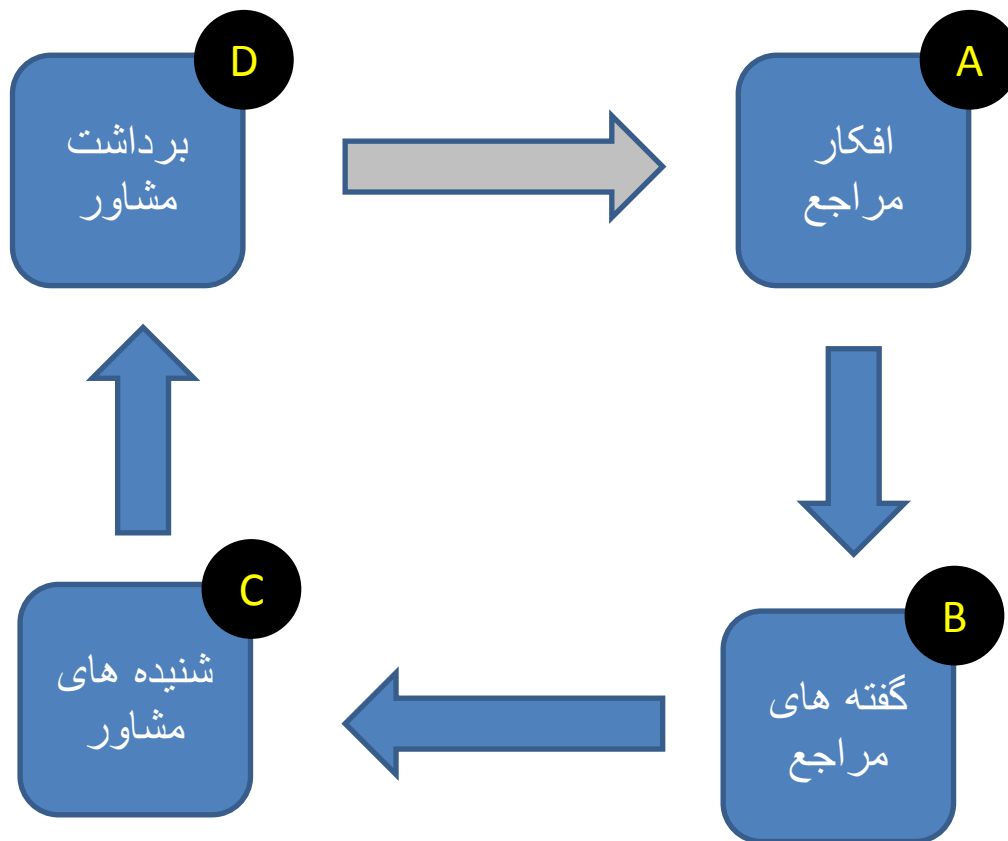 A
افکار
مراجع
B
گفته های
مراجع
C
شنیده های
مشاور
D
برداشت
مشاور